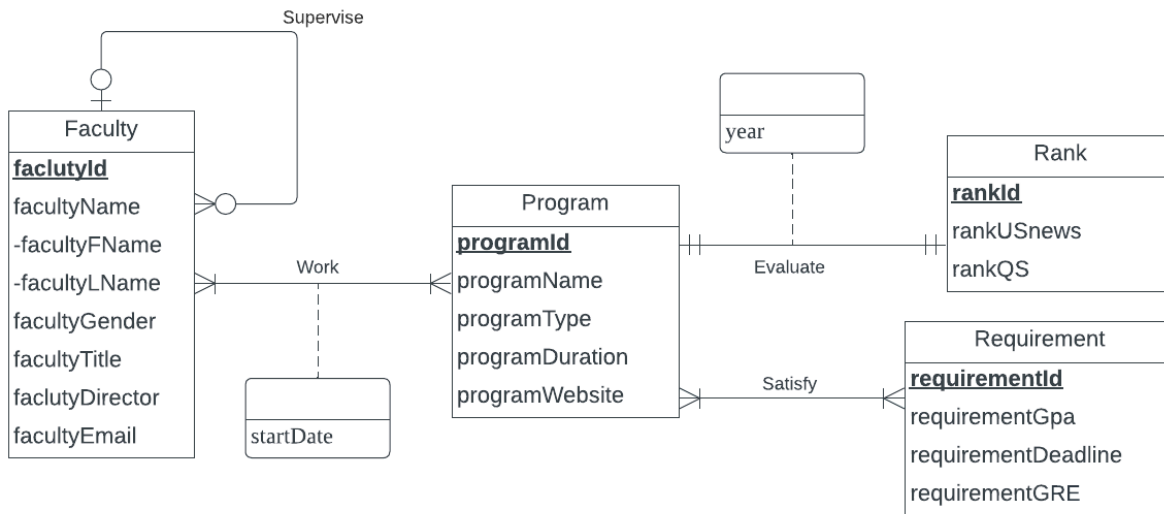 Supervise
Faculty
faclutyId
facultyName
-facultyFName
-facultyLName
facultyGender
facultyTitle
faclutyDirector
facultyEmail
Work
startDate
Program
programId
programName
programType
programDuration
programWebsite
year
Evaluate
Rank
rankId
rankUSnews
rankQS
Satisfy
Requirement
requirementId
requirementGpa
requirementDeadline
requirementGRE